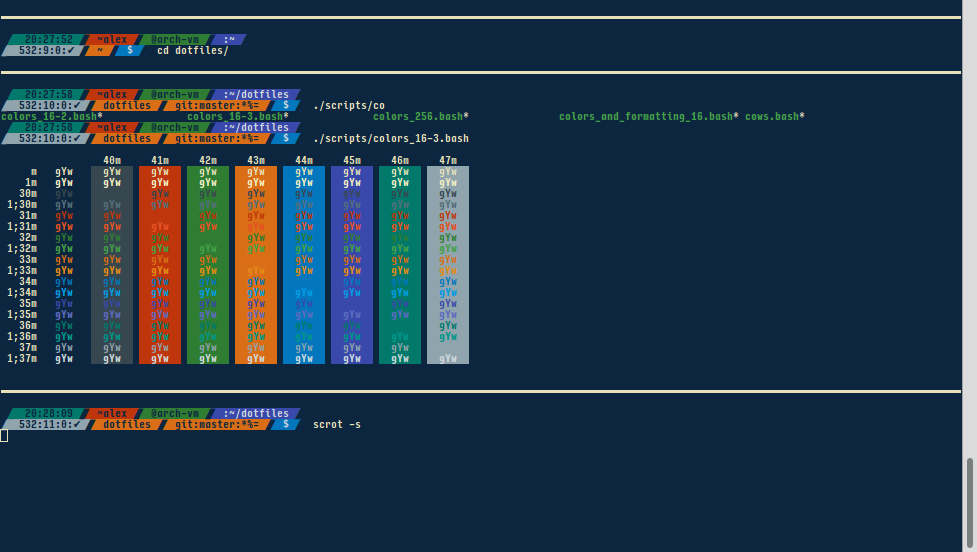 20:27:52 ~alex @arch-vm :~
532:9:0:✔ ~ $ cd dotfiles/
20:27:58 ~alex @arch-vm :~/dotfiles
532:10:0:✔ dotfiles git:master:*%= $ ./scripts/co
colors_16-2.bash* colors_16-3.bash* colors_256.bash* colors_and_formatting_16.bash* cows.bash*
20:27:58 ~alex @arch-vm :~/dotfiles
532:10:0:✔ dotfiles git:master:*%= $ ./scripts/colors_16-3.bash
40m 41m 42m 43m 44m 45m 46m 47m
m gYw gYw gYw gYw gYw gYw gYw gYw gYw
1m gYw gYw gYw gYw gYw gYw gYw gYw gYw
30m gYw gYw gYw gYw gYw gYw gYw gYw
1;30m gYw gYw gYw gYw gYw gYw gYw gYw gYw
31m gYw gYw gYw gYw gYw gYw gYw gYw
1;31m gYw gYw gYw gYw gYw gYw gYw gYw gYw
32m gYw gYw gYw gYw gYw gYw gYw gYw
1;32m gYw gYw gYw gYw gYw gYw gYw gYw gYw
33m gYw gYw gYw gYw gYw gYw gYw gYw
1;33m gYw gYw gYw gYw gYw gYw gYw gYw gYw
34m gYw gYw gYw gYw gYw gYw gYw gYw
1;34m gYw gYw gYw gYw gYw gYw gYw gYw gYw
35m gYw gYw gYw gYw gYw gYw gYw gYw
1;35m gYw gYw gYw gYw gYw gYw gYw gYw gYw
36m gYw gYw gYw gYw gYw gYw gYw gYw
1;36m gYw gYw gYw gYw gYw gYw gYw gYw gYw
37m gYw gYw gYw gYw gYw gYw gYw gYw
1;37m gYw gYw gYw gYw gYw gYw gYw gYw gYw
20:28:09 ~alex @arch-vm :~/dotfiles
532:11:0:✔ dotfiles git:master:*%= $ scrot -s